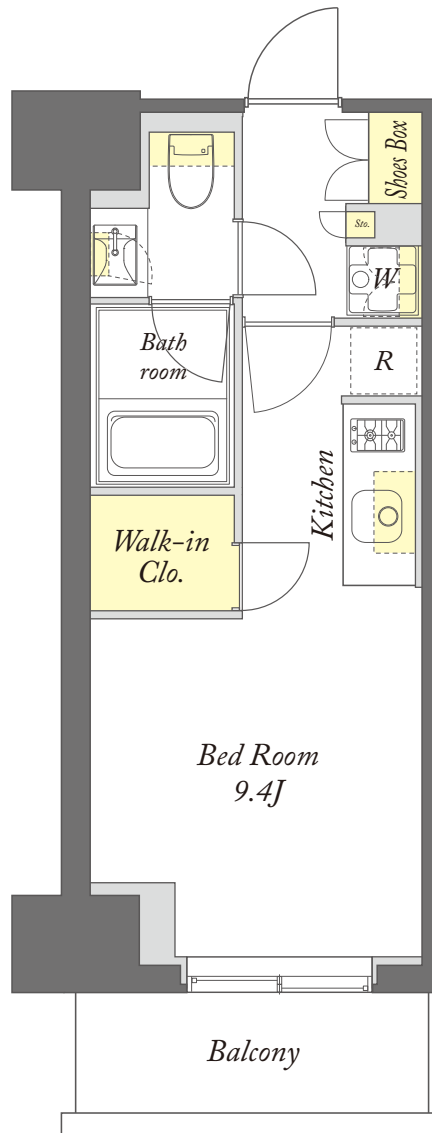 Shoes Box
Sto.
W
Bath
room
R
Kitchen
Walk-in
Clo.
Bed Room
9.4J
Balcony